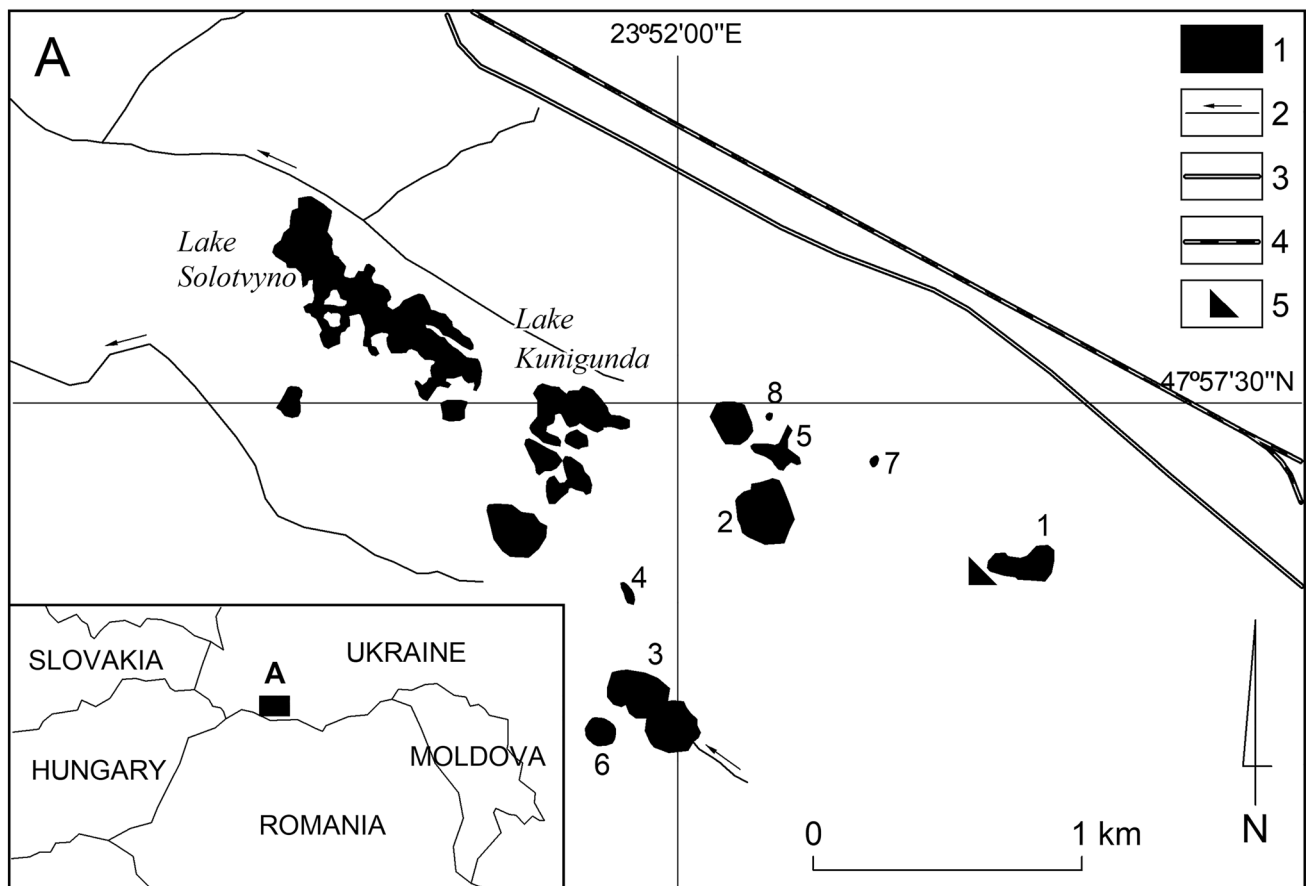 A
23º52'00"E
1
2
3
4
5
Lake
Solotvyno
Lake
Kunigunda
47º57'30"N
8
5
7
2
1
4
3
6
SLOVAKIA
UKRAINE
A
HUNGARY
MOLDOVA
ROMANIA
0
1 km
N